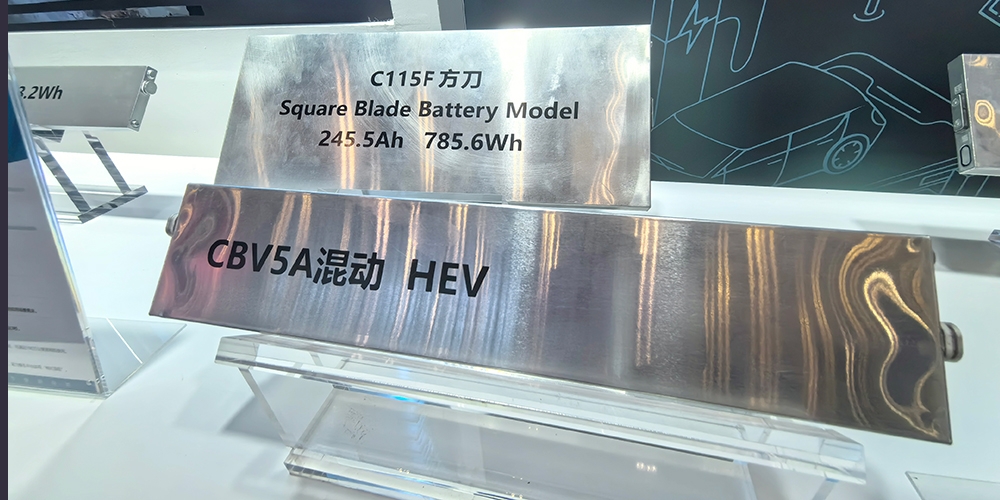 3.2Wh
C115F 方刀
Square Blade Battery Model
245.5Ah 785.6Wh
CBV5A混动 HEV